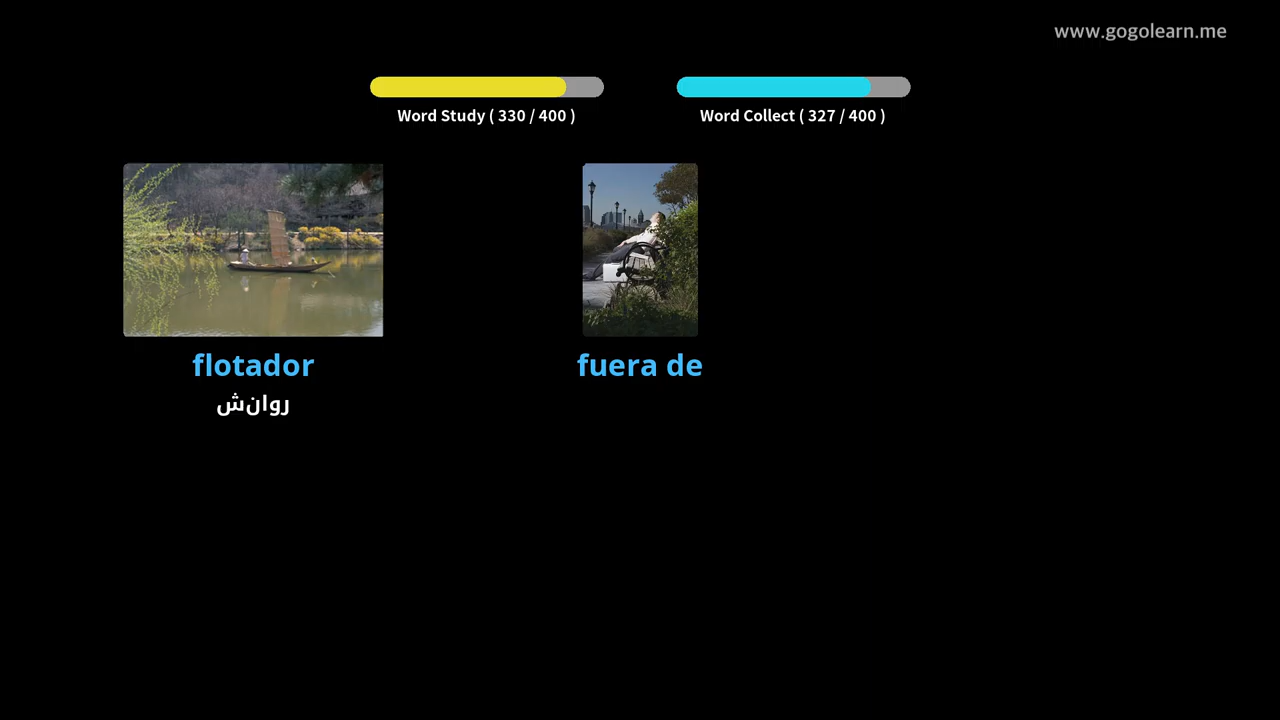 www.gogolearn.me
Word Study ( 330 / 400 )
Word Collect ( 327 / 400 )
flotador
fuera de
روان‌ش